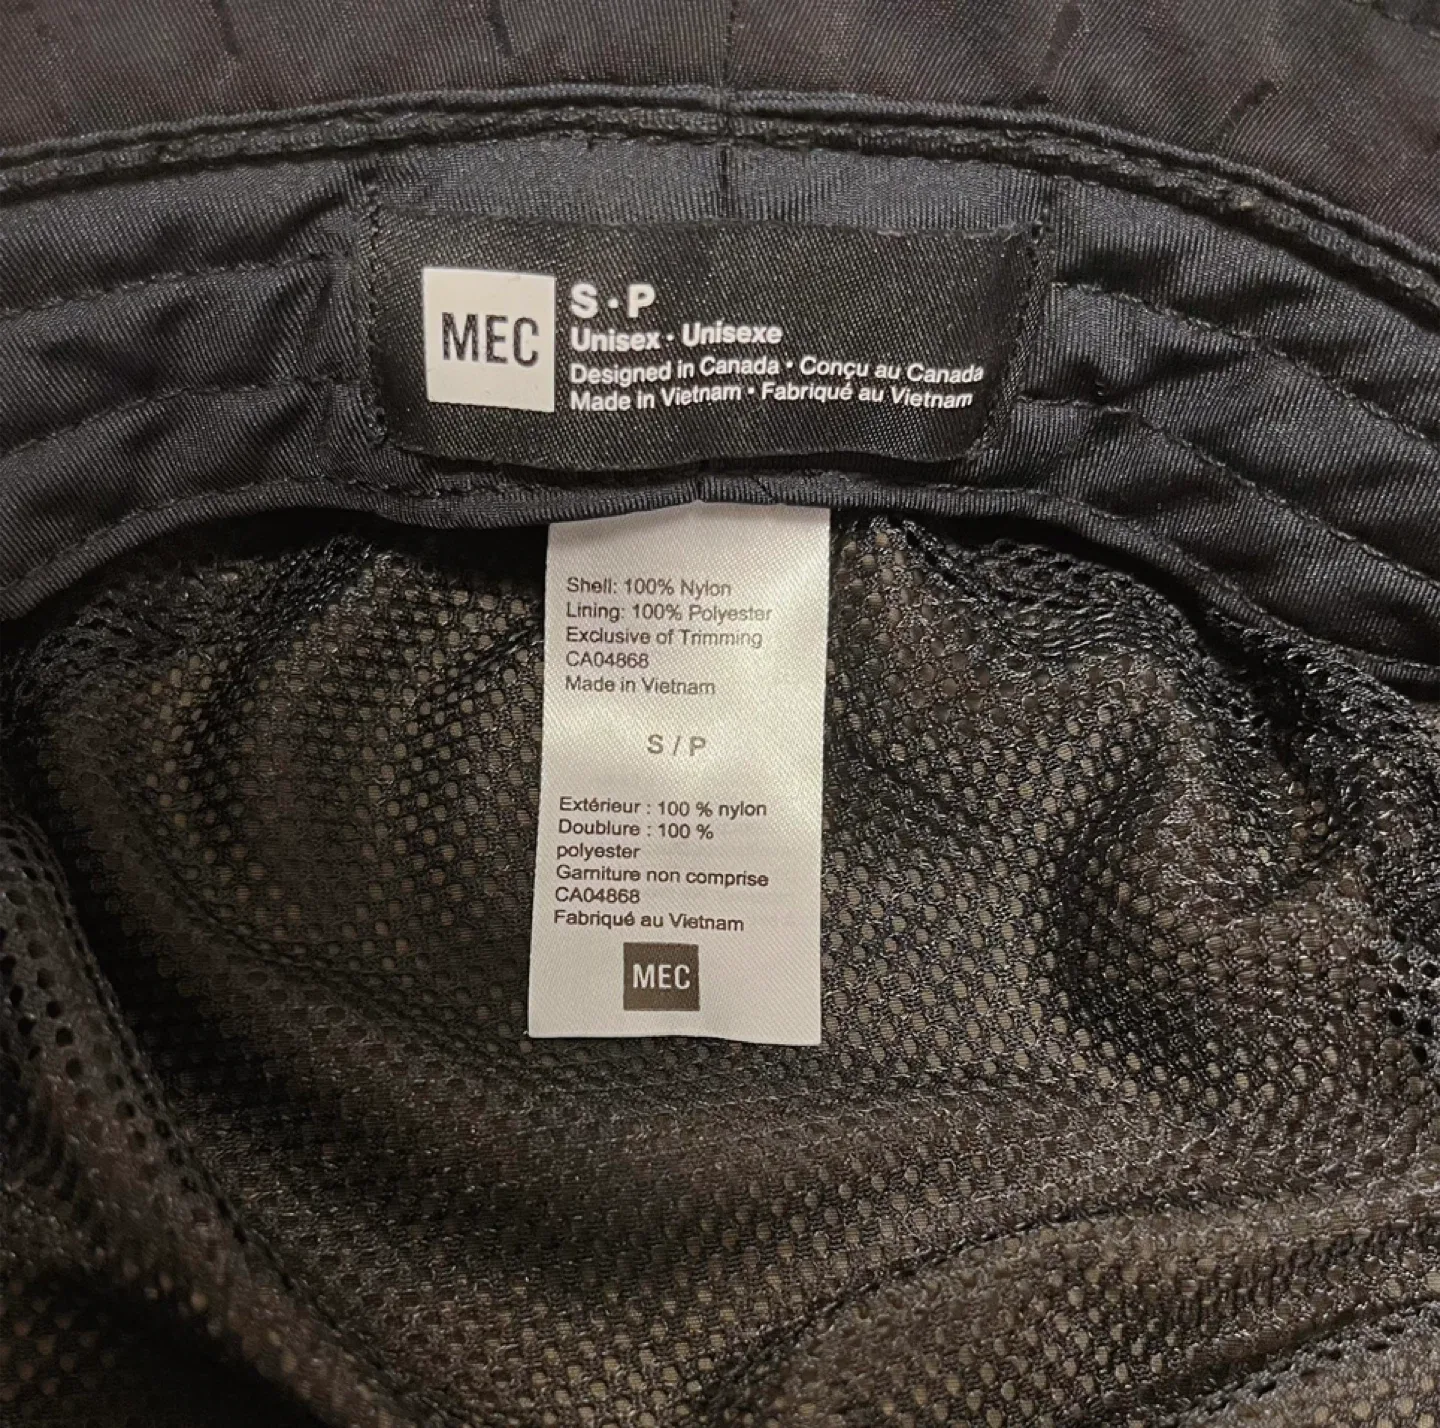 MEC
S • P
Unisex • Unisexe
Designed in Canada • Conçu au Canada
Made in Vietnam • Fabriqué au Vietnam
Shell: 100% Nylon
Lining: 100% Polyester
Exclusive of Trimming
CA04868
Made in Vietnam
S / P
Extérieur : 100 % nylon
Doublure : 100 %
polyester
Garniture non comprise
CA04868
Fabriqué au Vietnam
MEC